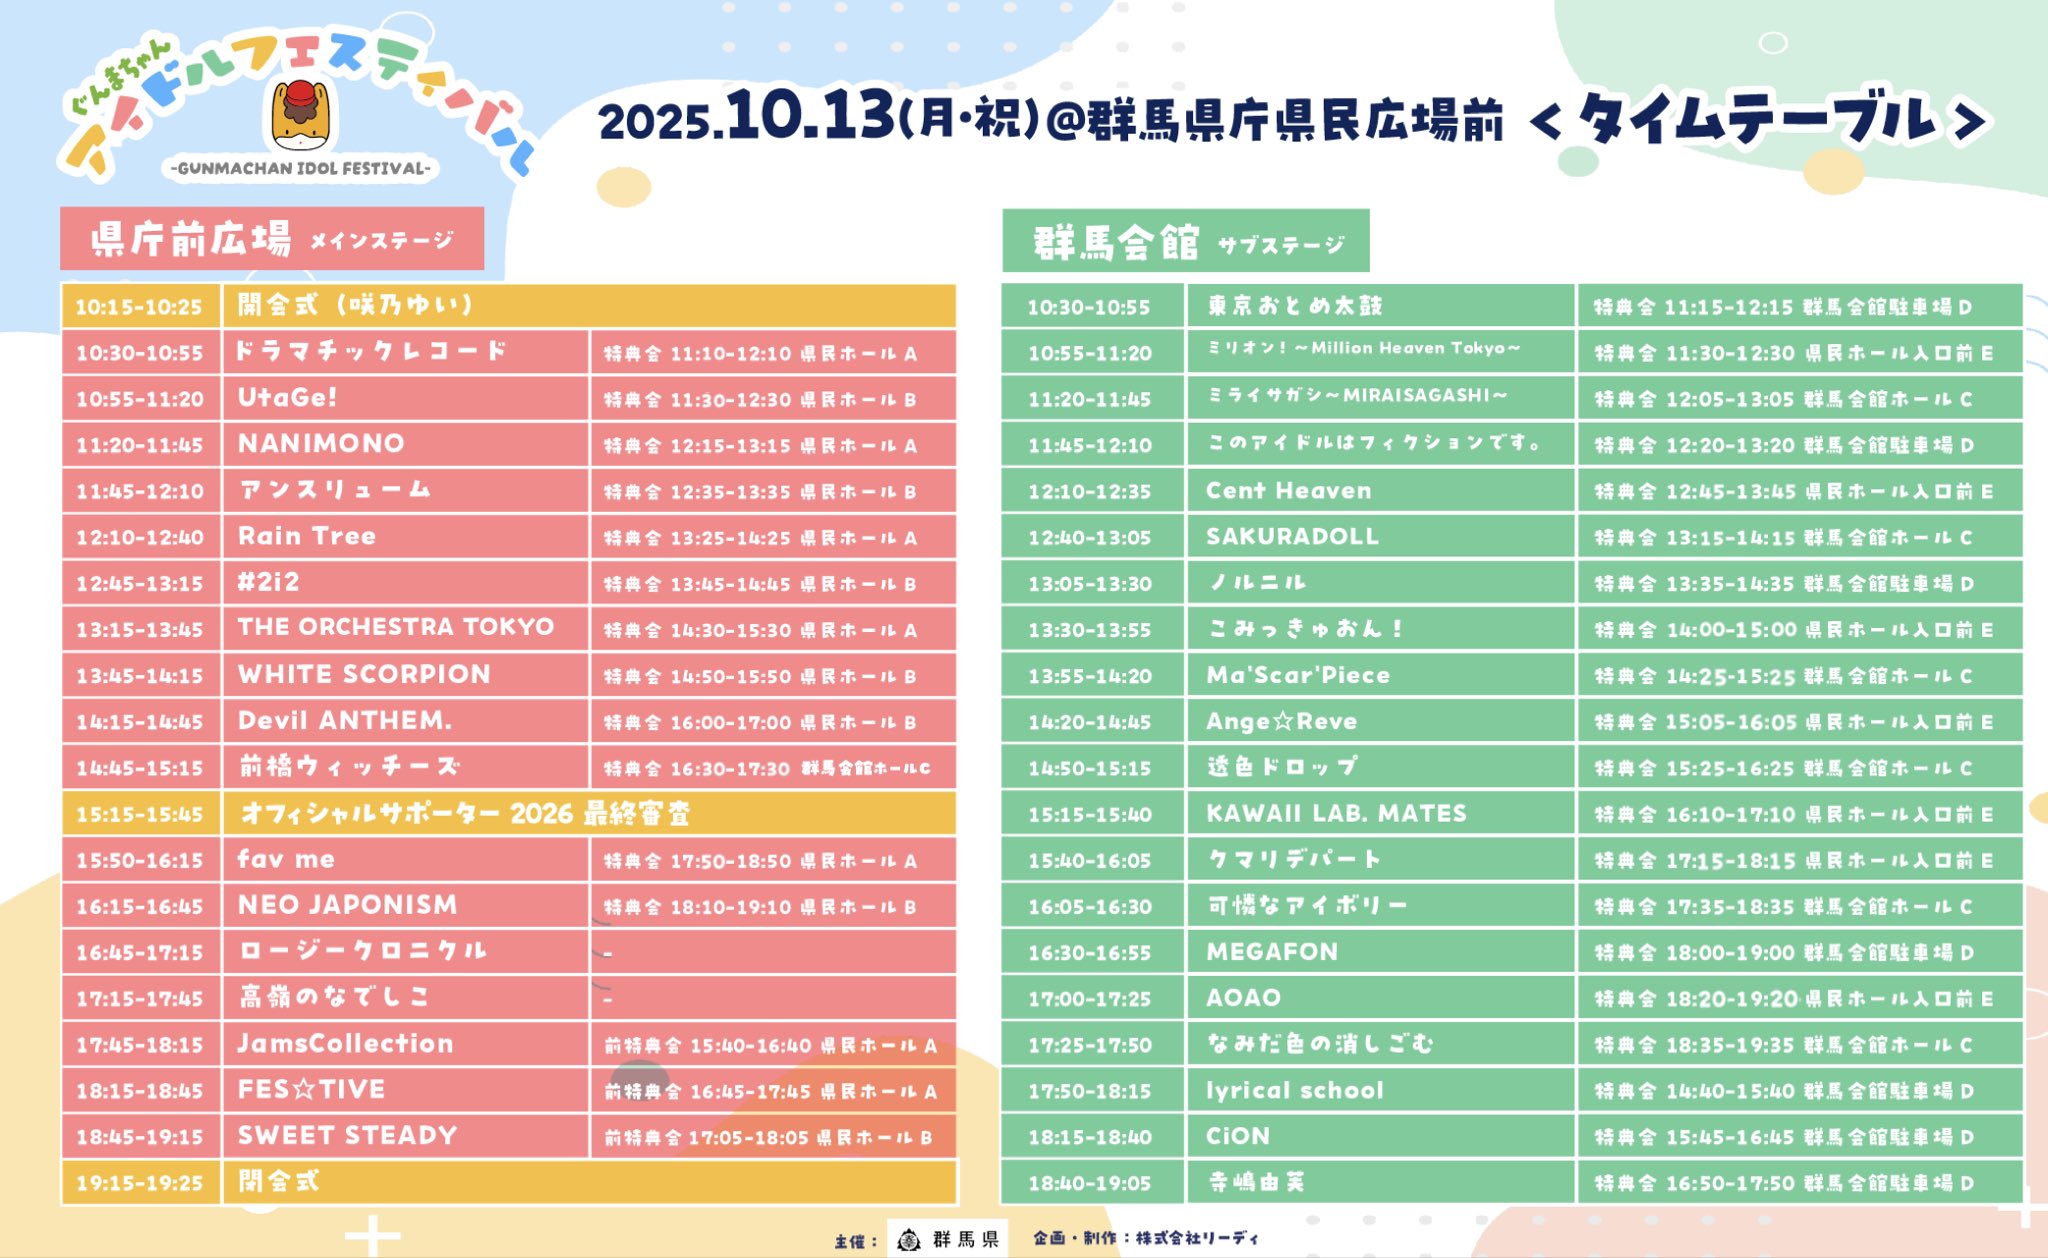 ぐんまちゃん
アイドルフェスティバル
-GUNMACHAN IDOL FESTIVAL-
2025.10.13(月・祝)@群馬県庁県民広場前 <タイムテーブル>
県庁前広場 メインステージ
10:15-10:25 開会式（咲乃ゆい）
10:30-10:55 ドラマチックレコード 特典会 11:10-12:10 県民ホール A
10:55-11:20 UtaGe! 特典会 11:30-12:30 県民ホール B
11:20-11:45 NANIMONO 特典会 12:15-13:15 県民ホール A
11:45-12:10 アンスリューム 特典会 12:35-13:35 県民ホール B
12:10-12:40 Rain Tree 特典会 13:25-14:25 県民ホール A
12:45-13:15 #2i2 特典会 13:45-14:45 県民ホール B
13:15-13:45 THE ORCHESTRA TOKYO 特典会 14:30-15:30 県民ホール A
13:45-14:15 WHITE SCORPION 特典会 14:50-15:50 県民ホール B
14:15-14:45 Devil ANTHEM. 特典会 16:00-17:00 県民ホール B
14:45-15:15 前橋ウィッチーズ 特典会 16:30-17:30 群馬会館ホールC
15:15-15:45 オフィシャルサポーター 2026 最終審査
15:50-16:15 fav me 特典会 17:50-18:50 県民ホール A
16:15-16:45 NEO JAPONISM 特典会 18:10-19:10 県民ホール B
16:45-17:15 ロージークロニクル -
17:15-17:45 高嶺のなでしこ -
17:45-18:15 JamsCollection 前特典会 15:40-16:40 県民ホール A
18:15-18:45 FES☆TIVE 前特典会 16:45-17:45 県民ホール A
18:45-19:15 SWEET STEADY 前特典会 17:05-18:05 県民ホール B
19:15-19:25 閉会式
群馬会館 サブステージ
10:30-10:55 東京おとめ太鼓 特典会 11:15-12:15 群馬会館駐車場 D
10:55-11:20 ミリオン！～Million Heaven Tokyo～ 特典会 11:30-12:30 県民ホール入口前 E
11:20-11:45 ミライサガシ～MIRAISAGASHI～ 特典会 12:05-13:05 群馬会館ホール C
11:45-12:10 このアイドルはフィクションです。 特典会 12:20-13:20 群馬会館駐車場 D
12:10-12:35 Cent Heaven 特典会 12:45-13:45 県民ホール入口前 E
12:40-13:05 SAKURADOLL 特典会 13:15-14:15 群馬会館ホール C
13:05-13:30 ノルニル 特典会 13:35-14:35 群馬会館駐車場 D
13:30-13:55 こみっきゅおん！ 特典会 14:00-15:00 県民ホール入口前 E
13:55-14:20 Ma'Scar'Piece 特典会 14:25-15:25 群馬会館ホール C
14:20-14:45 Ange☆Reve 特典会 15:05-16:05 県民ホール入口前 E
14:50-15:15 透色ドロップ 特典会 15:25-16:25 群馬会館ホール C
15:15-15:40 KAWAII LAB. MATES 特典会 16:10-17:10 県民ホール入口前 E
15:40-16:05 クマリデパート 特典会 17:15-18:15 県民ホール入口前 E
16:05-16:30 可憐なアイボリー 特典会 17:35-18:35 群馬会館ホール C
16:30-16:55 MEGAFON 特典会 18:00-19:00 群馬会館駐車場 D
17:00-17:25 AOAO 特典会 18:20-19:20 県民ホール入口前 E
17:25-17:50 なみだ色の消しごむ 特典会 18:35-19:35 群馬会館ホール C
17:50-18:15 lyrical school 特典会 14:40-15:40 群馬会館駐車場 D
18:15-18:40 CiON 特典会 15:45-16:45 群馬会館駐車場 D
18:40-19:05 寺嶋由芙 特典会 16:50-17:50 群馬会館駐車場 D
主催： 群馬県 企画・制作：株式会社リーディ